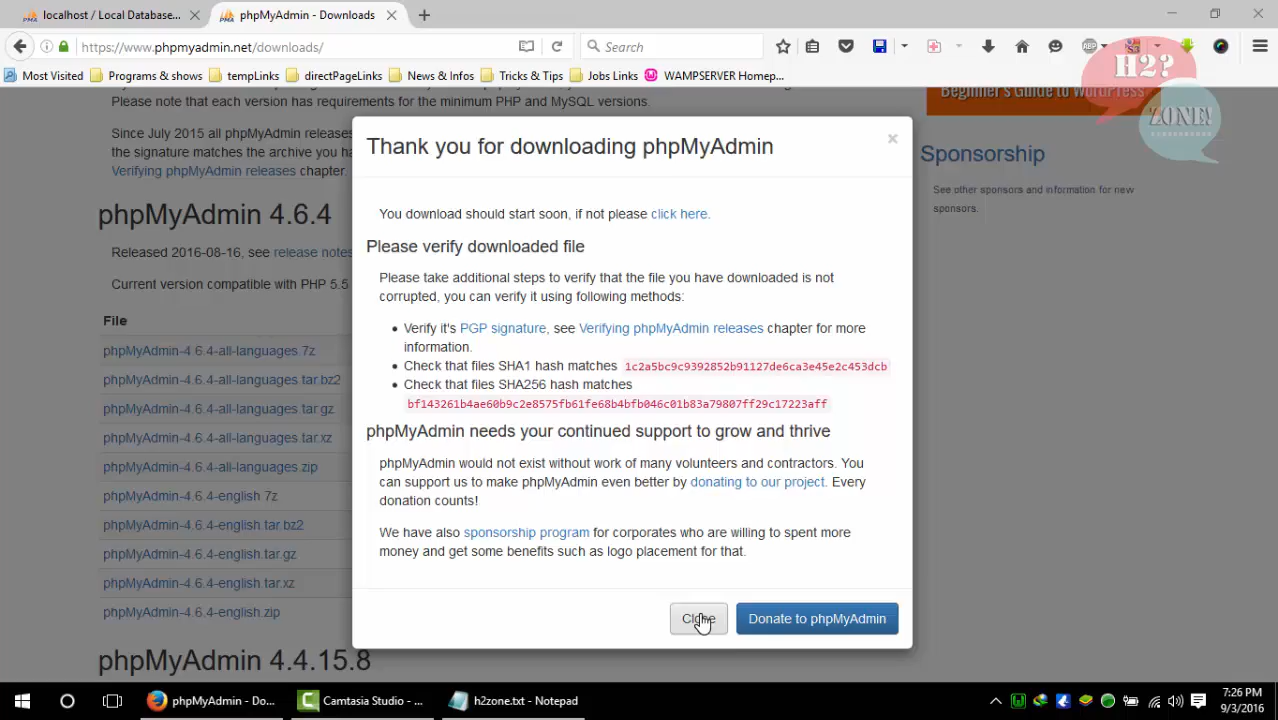 localhost / Local Database...
phpMyAdmin - Downloads
https://www.phpmyadmin.net/downloads/
Search
ABP
Most Visited
Programs & shows
tempLinks
directPageLinks
News & Infos
Tricks & Tips
Jobs Links
WAMPSERVER Homep...
H2?
ZONE!
Please note that each version has requirements for the minimum PHP and MySQL versions.
Beginner's Guide to WordPress
Since July 2015 all phpMyAdmin releases
the signature matches the archive you ha
Verifying phpMyAdmin releases chapter.
Sponsorship
See other sponsors and information for new
sponsors.
phpMyAdmin 4.6.4
Released 2016-08-16, see release notes
Current version compatible with PHP 5.5
File
phpMyAdmin-4.6.4-all-languages.7z
phpMyAdmin-4.6.4-all-languages.tar.bz2
phpMyAdmin-4.6.4-all-languages.tar.gz
phpMyAdmin-4.6.4-all-languages.tar.xz
phpMyAdmin-4.6.4-all-languages.zip
phpMyAdmin-4.6.4-english.7z
phpMyAdmin-4.6.4-english.tar.bz2
phpMyAdmin-4.6.4-english.tar.gz
phpMyAdmin-4.6.4-english.tar.xz
phpMyAdmin-4.6.4-english.zip
phpMyAdmin 4.4.15.8
Thank you for downloading phpMyAdmin
×
You download should start soon, if not please click here.
Please verify downloaded file
Please take additional steps to verify that the file you have downloaded is not
corrupted, you can verify it using following methods:
• Verify it's PGP signature, see Verifying phpMyAdmin releases chapter for more
information.
• Check that files SHA1 hash matches 1c2a5bc9c9392852b91127de6ca3e45e2c453dcb
• Check that files SHA256 hash matches
bf143261b4ae60b9c2e8575fb61fe68b4bfb046c01b83a79807ff29c17223aff
phpMyAdmin needs your continued support to grow and thrive
phpMyAdmin would not exist without work of many volunteers and contractors. You
can support us to make phpMyAdmin even better by donating to our project. Every
donation counts!
We have also sponsorship program for corporates who are willing to spent more
money and get some benefits such as logo placement for that.
Close
Donate to phpMyAdmin
phpMyAdmin - Do...
Camtasia Studio - ...
h2zone.txt - Notepad
7:26 PM
9/3/2016